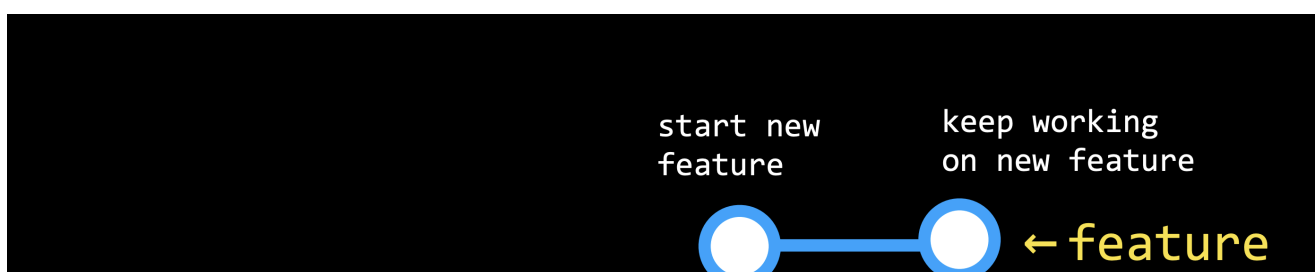 start new
feature
keep working
on new feature
←feature